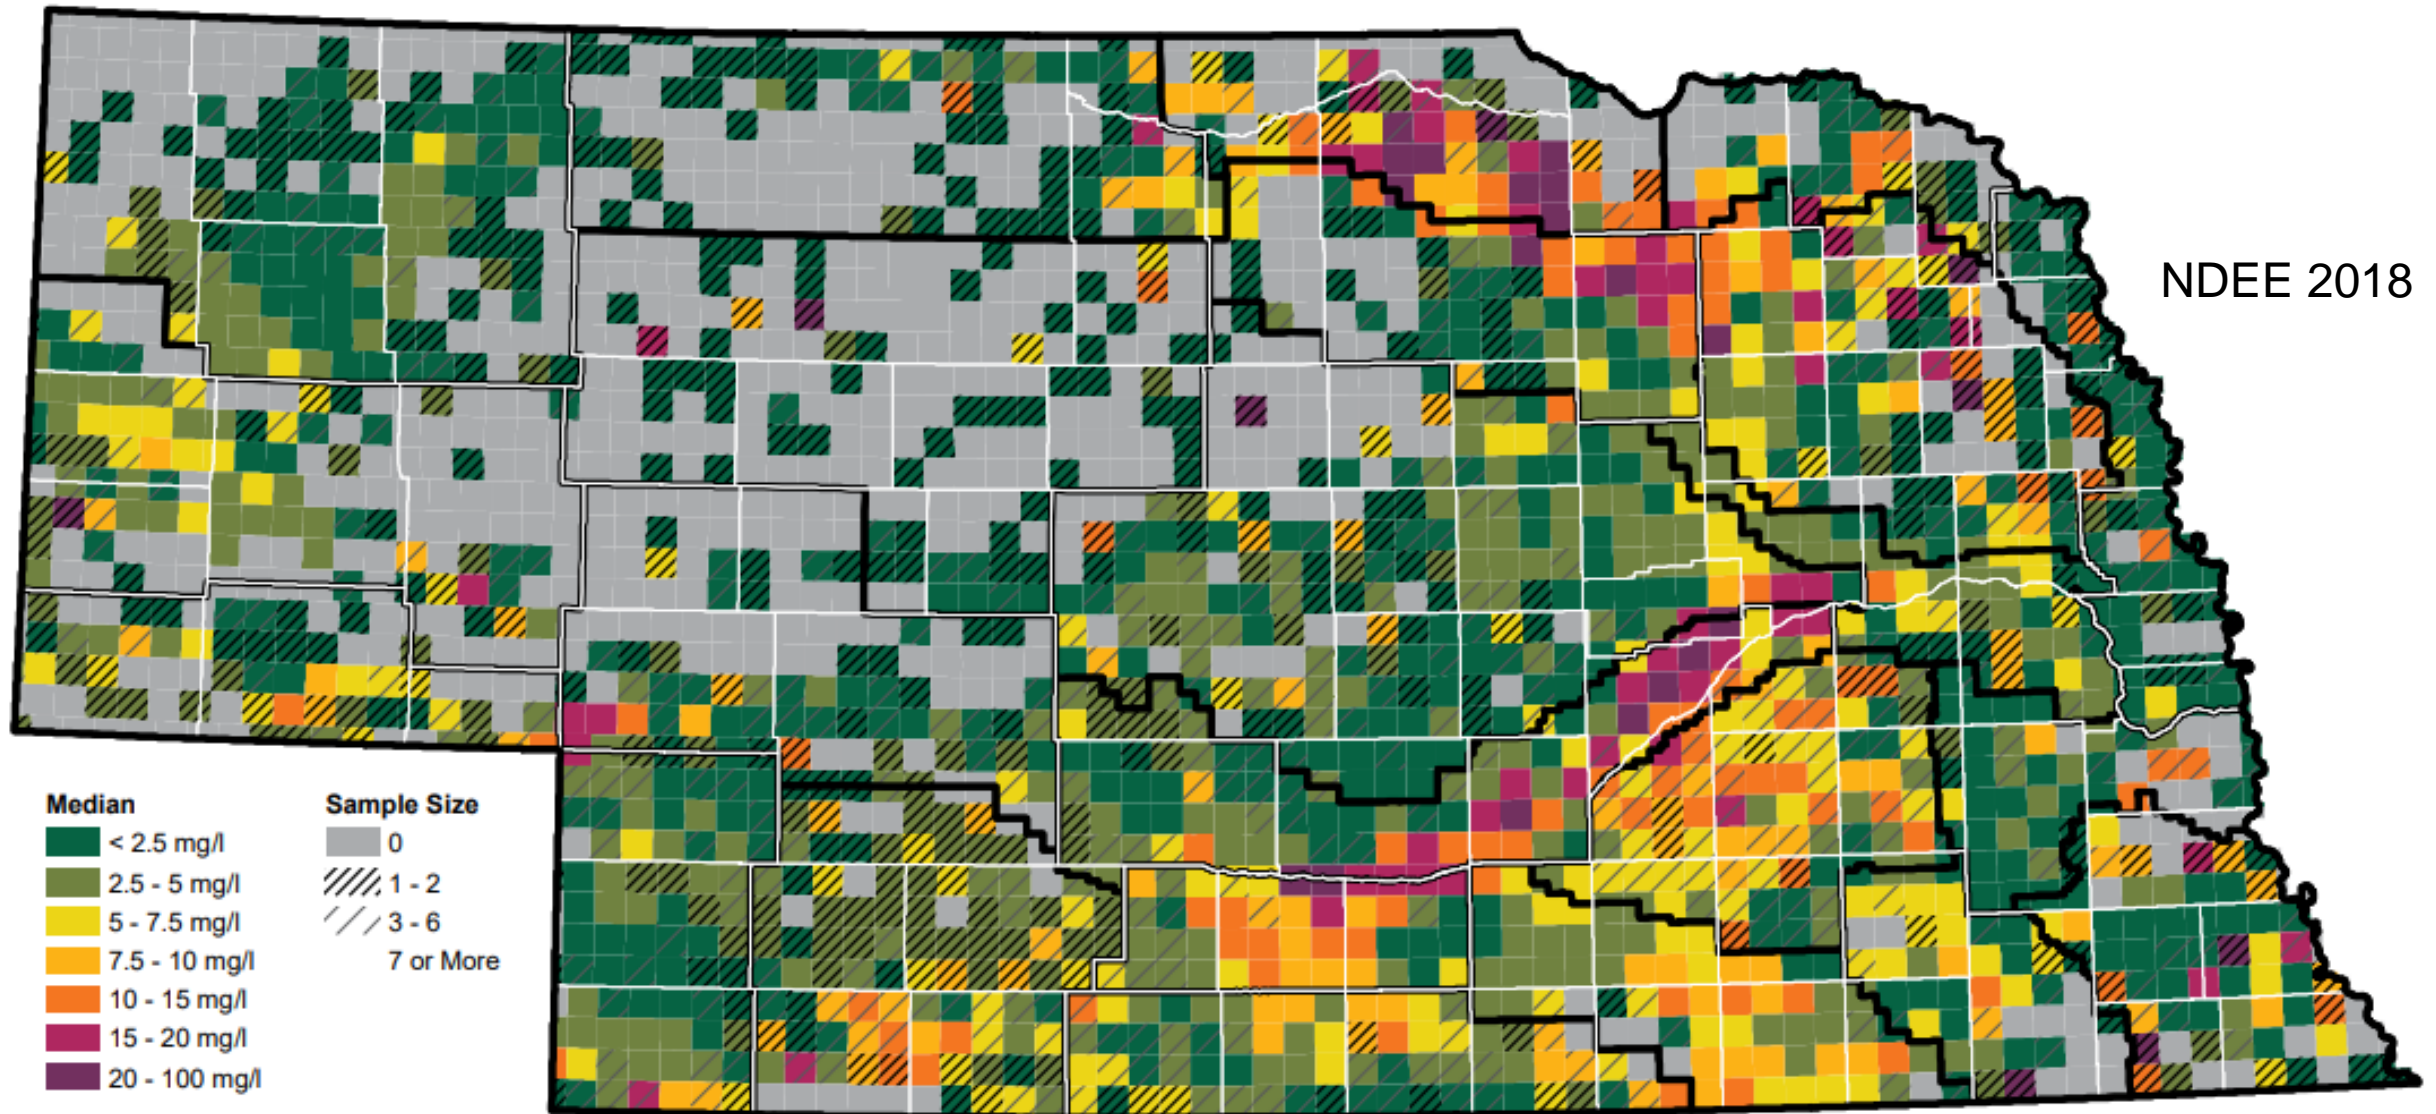 NDEE 2018
Median
< 2.5 mg/l
2.5 - 5 mg/l
5 - 7.5 mg/l
7.5 - 10 mg/l
10 - 15 mg/l
15 - 20 mg/l
20 - 100 mg/l
Sample Size
0
1 - 2
3 - 6
7 or More